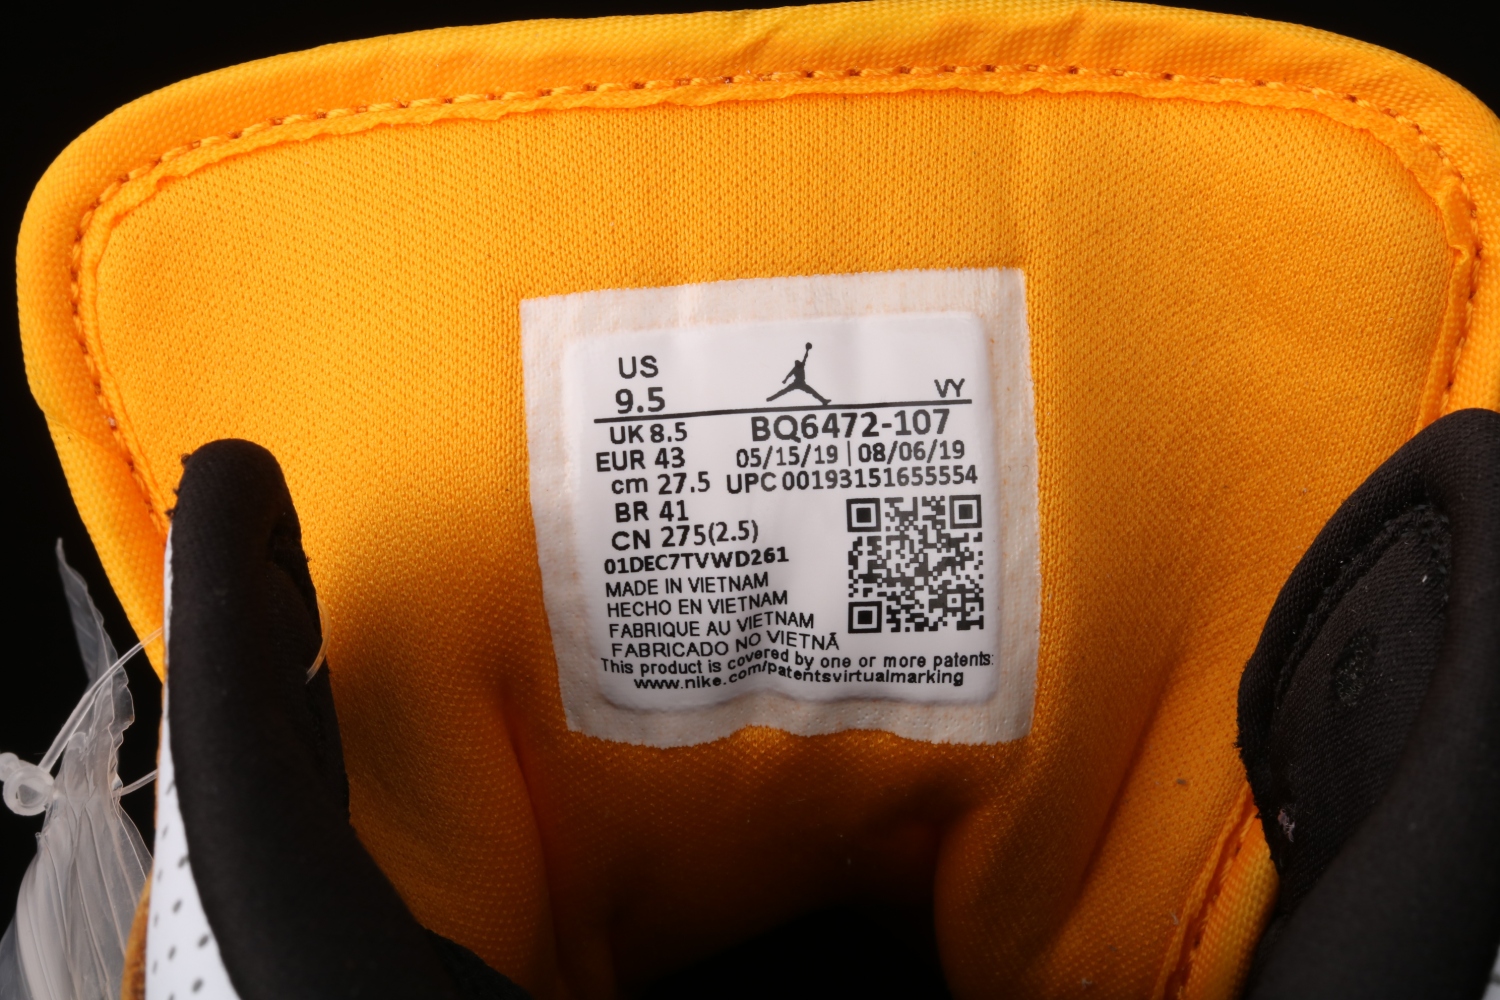 US
9.5
VY
UK 8.5
BQ6472-107
EUR 43
05/15/19 | 08/06/19
cm 27.5
UPC 00193151655554
BR 41
CN 275(2.5)
01DEC7TVWD261
MADE IN VIETNAM
HECHO EN VIETNAM
FABRIQUE AU VIETNAM
FABRICADO NO VIETNÃ
This product is covered by one or more patents:
www.nike.com/patentsvirtualmarking